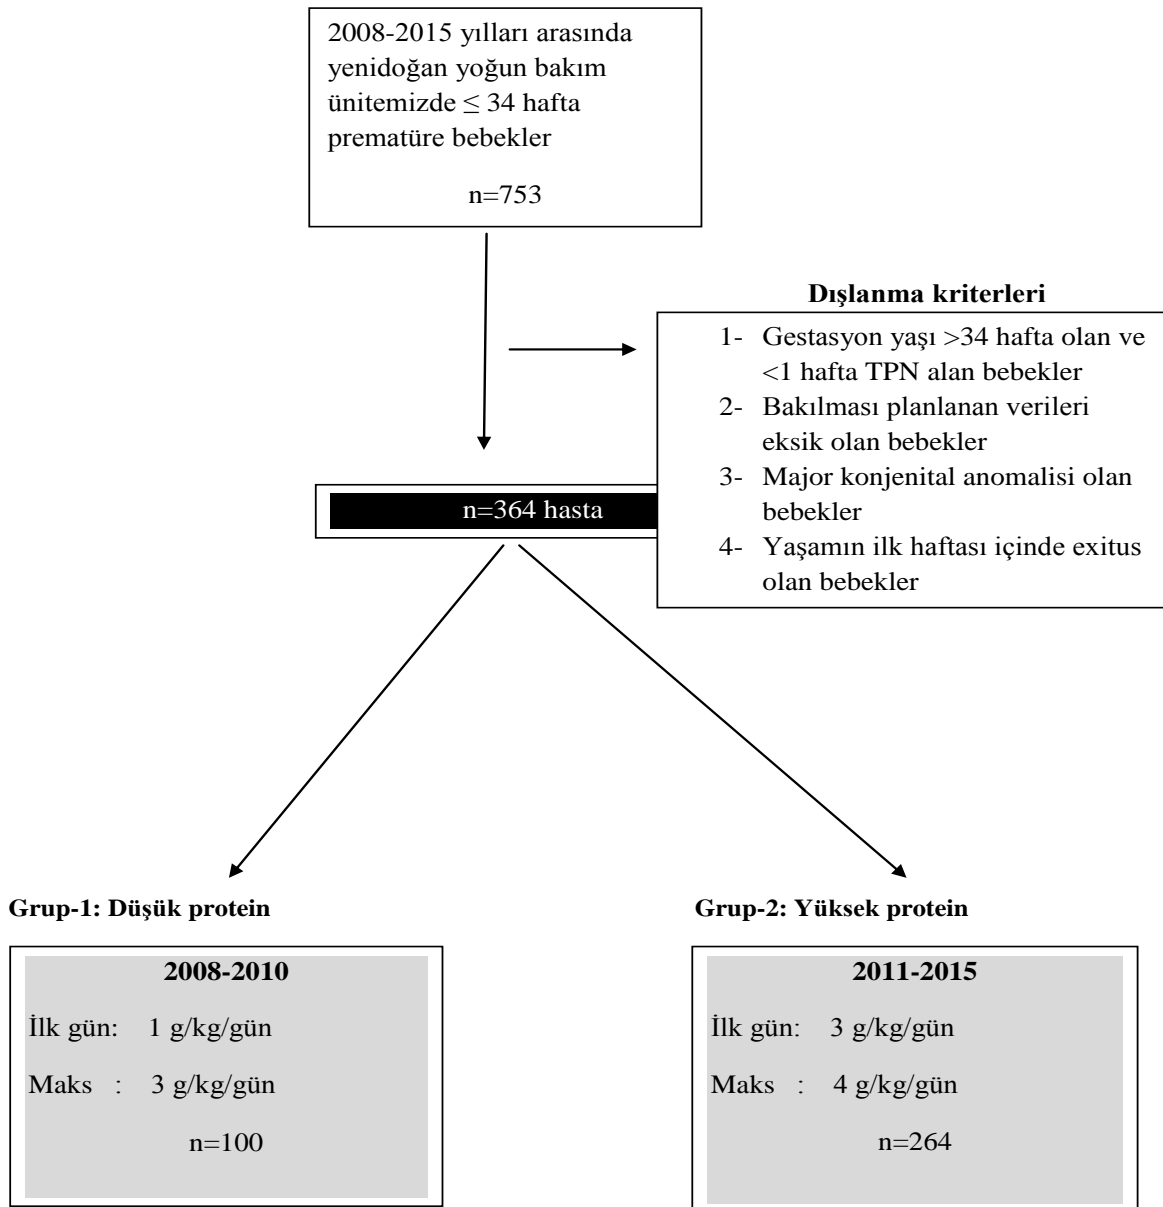 2008-2015 yılları arasında
yenidoğan yoğun bakım
ünitemizde ≤ 34 hafta
prematüre bebekler
n=753
Dışlanma kriterleri
1- Gestasyon yaşı >34 hafta olan ve
<1 hafta TPN alan bebekler
2- Bakılması planlanan verileri
eksik olan bebekler
3- Major konjenital anomalisi olan
bebekler
4- Yaşamın ilk haftası içinde exitus
olan bebekler
n=364 hasta
Grup-1: Düşük protein
2008-2010
İlk gün: 1 g/kg/gün
Maks : 3 g/kg/gün
n=100
Grup-2: Yüksek protein
2011-2015
İlk gün: 3 g/kg/gün
Maks : 4 g/kg/gün
n=264